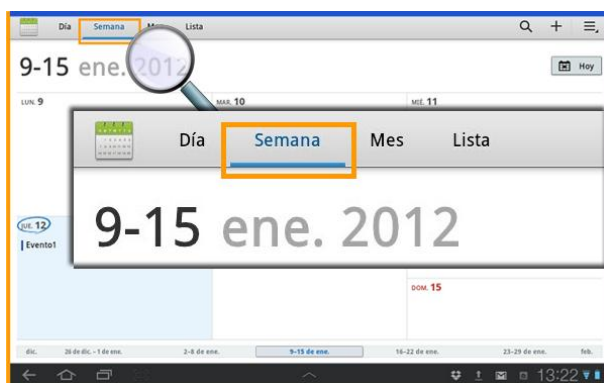 Día Semana Mes Lista
9-15 ene. 2012
Hoy
LUN. 9 MAR. 10 MIÉ. 11
Día Semana Mes Lista
9-15 ene. 2012
JUE. 12
Evento1
DOM. 15
dic. 26 de dic. - 1 de ene. 2-8 de ene. 9-15 de ene. 16-22 de ene. 23-29 de ene. feb.
13:22